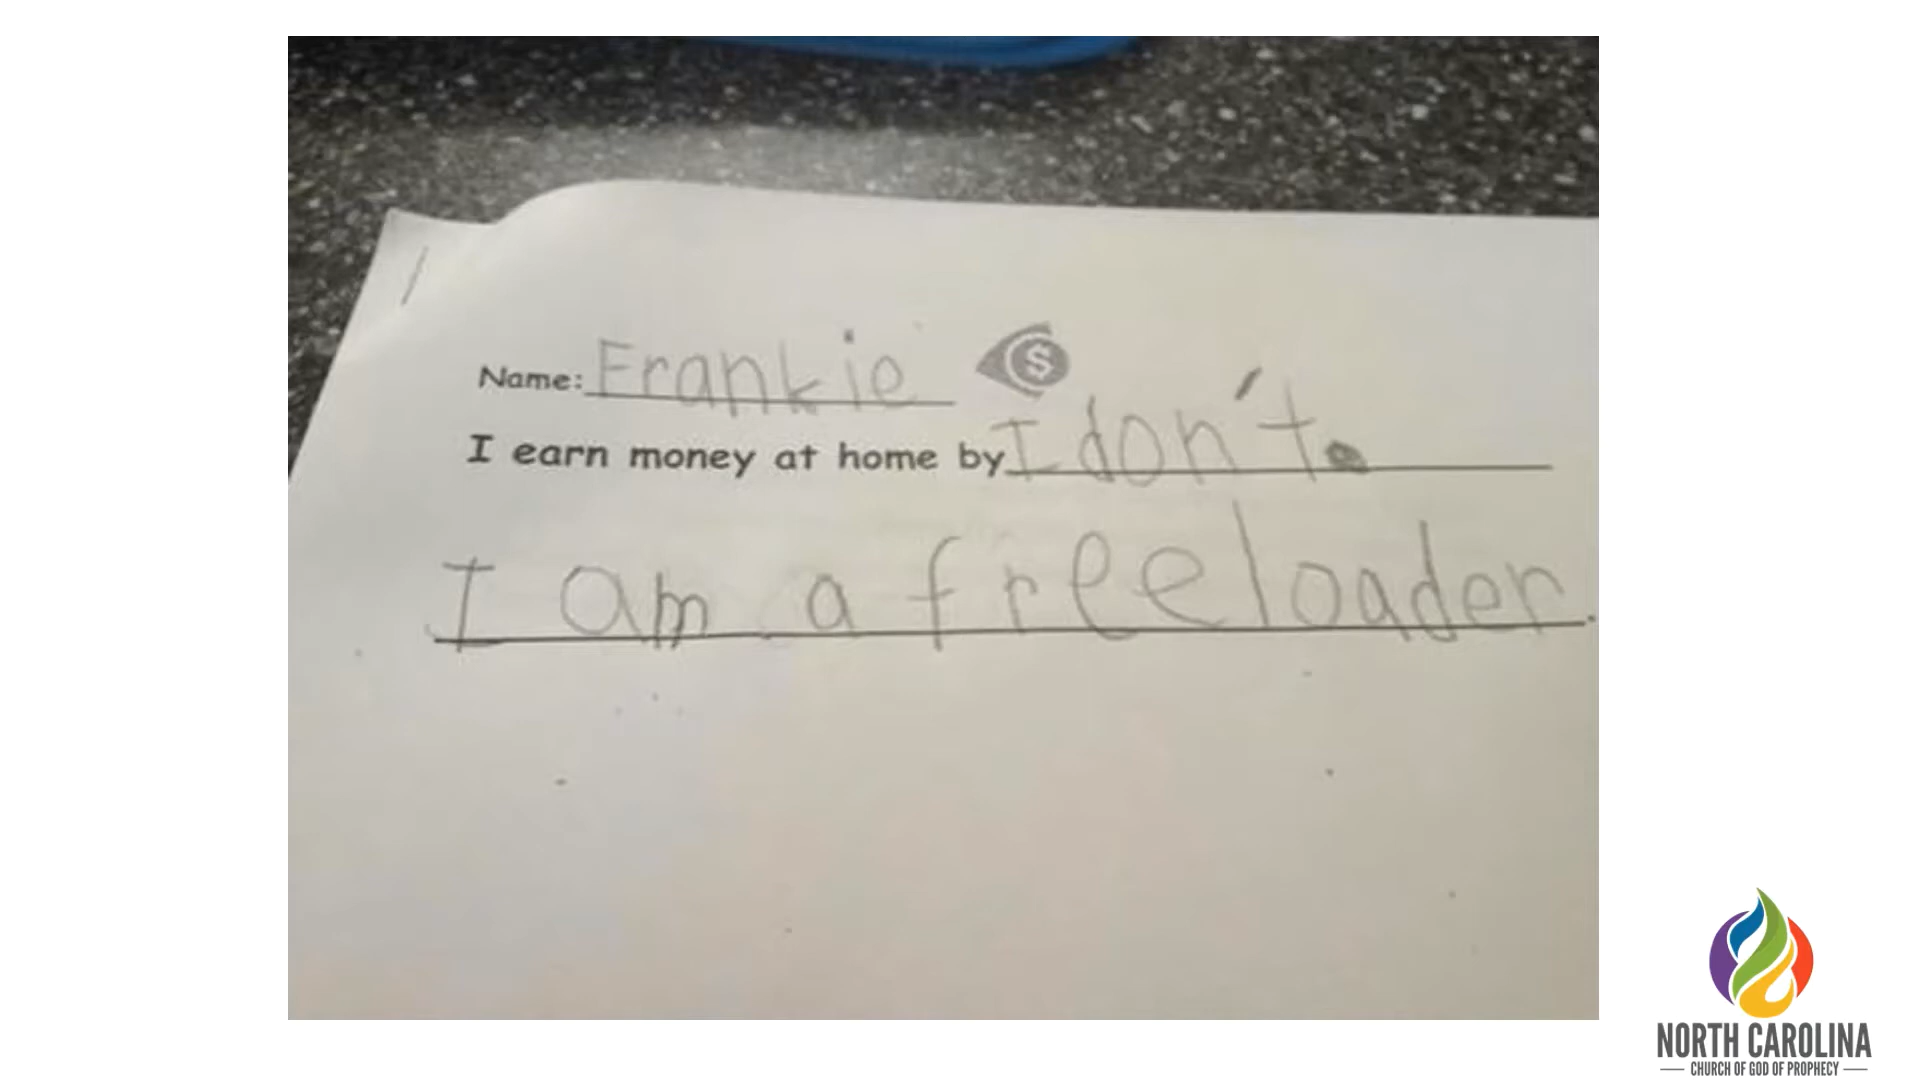 Name: Frankie
I earn money at home by I don't.
I am a freeloader.
NORTH CAROLINA
CHURCH OF GOD OF PROPHECY